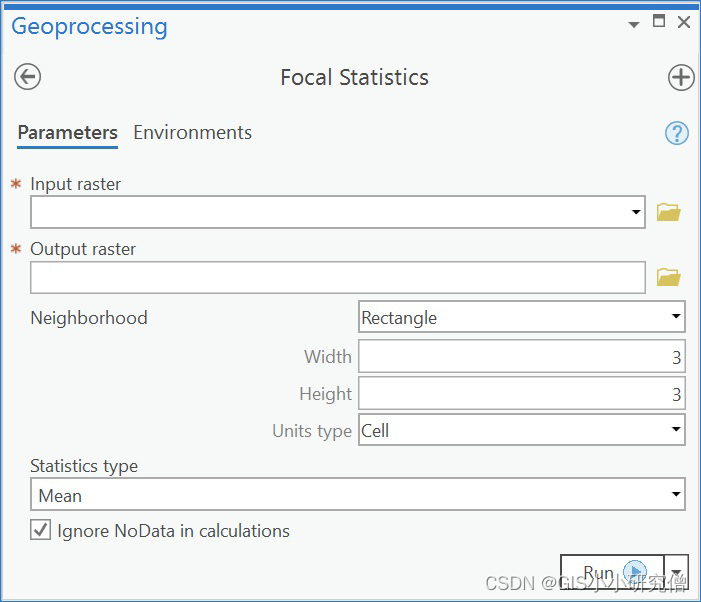 Geoprocessing
Focal Statistics
Parameters Environments
* Input raster
* Output raster
Neighborhood Rectangle
Width 3
Height 3
Units type Cell
Statistics type
Mean
Ignore NoData in calculations
Run
CSDN @GIS小小研究僧